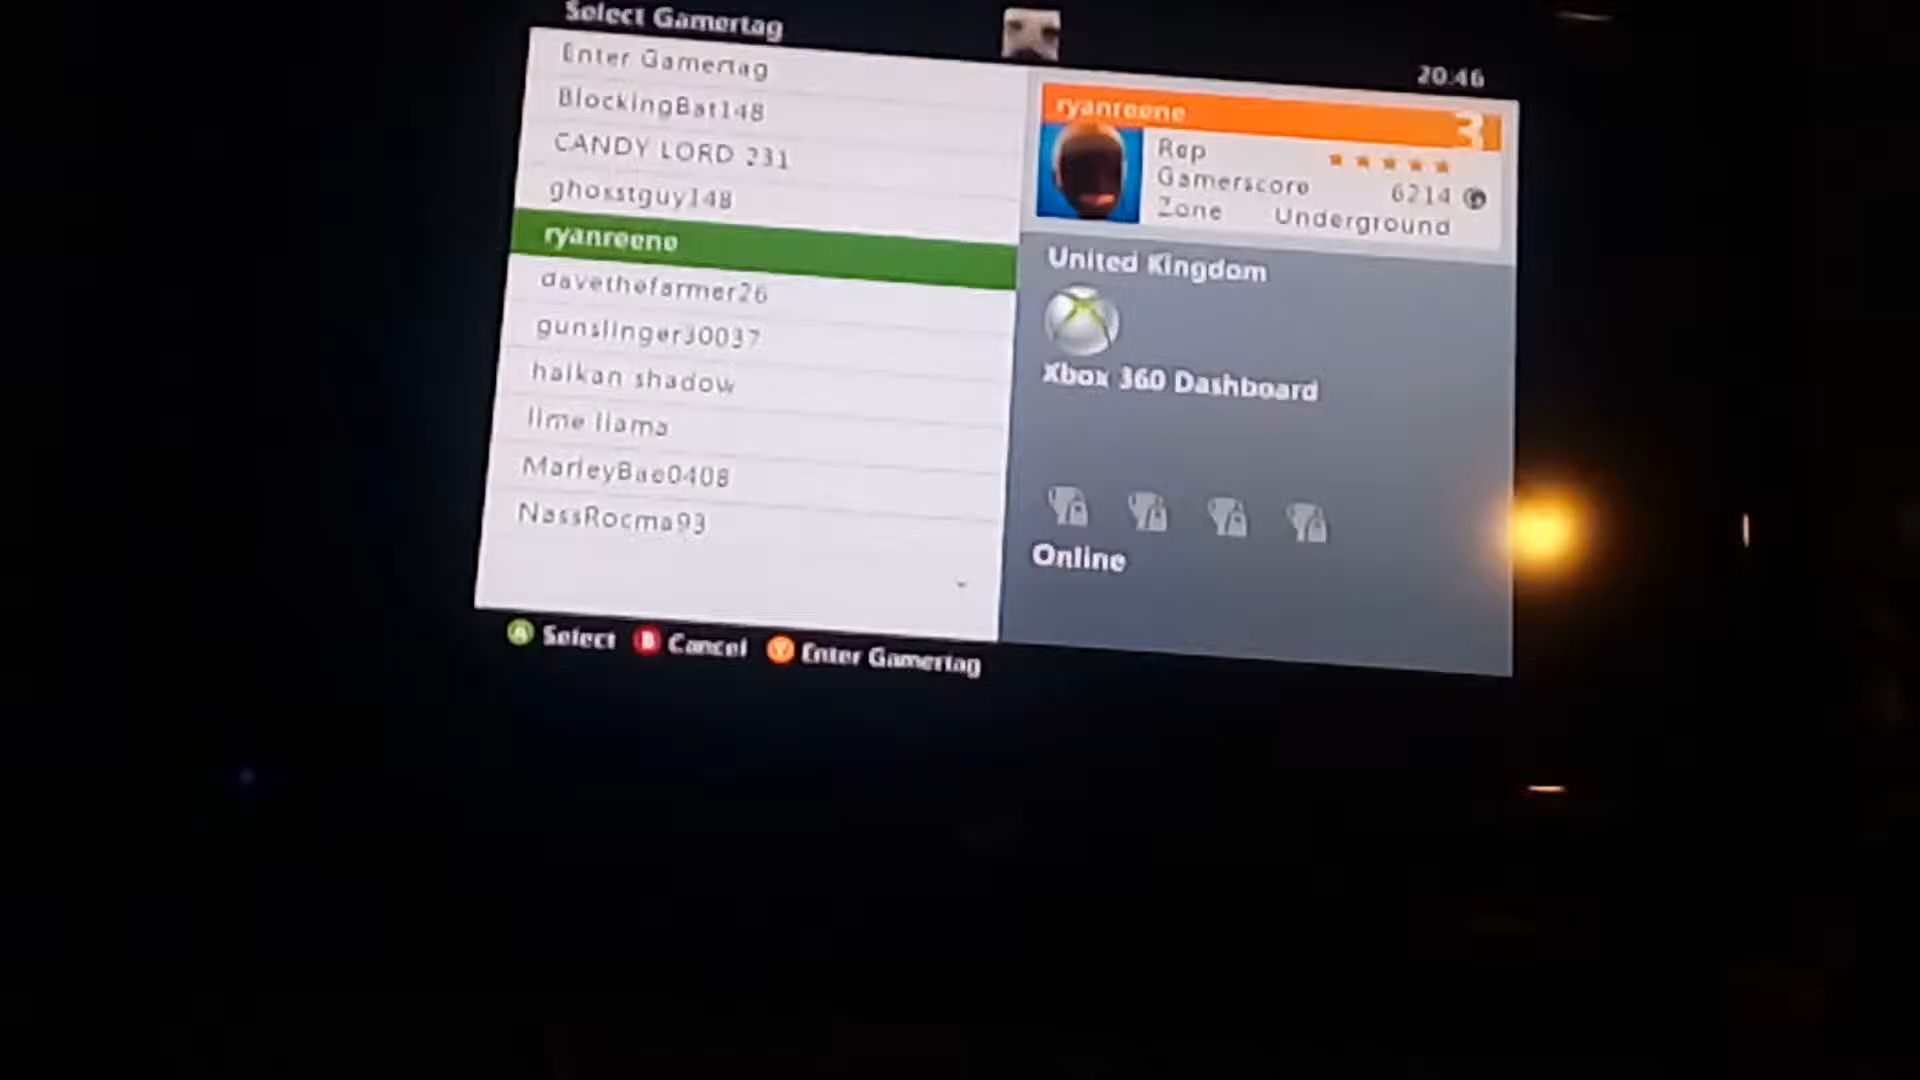 Select Gamertag
20:46
Enter Gamertag
BlockingBat148
CANDY LORD 231
ghosstguy148
ryanreene
davethefarmer26
gunslinger30037
halkan shadow
lime llama
MarleyBae0408
NassRocma93
ryanreene 3
Rep
Gamerscore 6214 G
Zone Underground
United Kingdom
Xbox 360 Dashboard
Online
A Select B Cancel Y Enter Gamertag